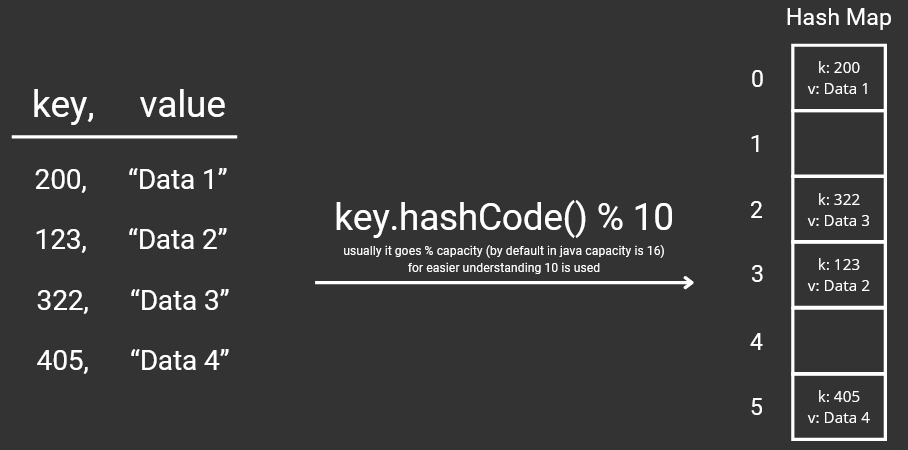 Hash Map
key, value
200, “Data 1”
123, “Data 2”
322, “Data 3”
405, “Data 4”
key.hashCode() % 10
usually it goes % capacity (by default in java capacity is 16)
for easier understanding 10 is used
0
k: 200
v: Data 1
1
2
k: 322
v: Data 3
3
k: 123
v: Data 2
4
5
k: 405
v: Data 4